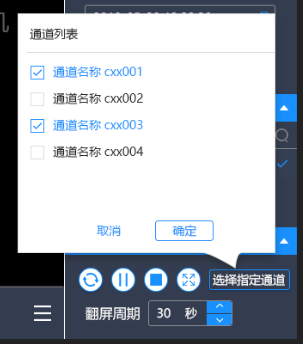 通道列表
通道名称 cxx001
通道名称 cxx002
通道名称 cxx003
通道名称 cxx004
取消
确定
选择指定通道
翻屏周期
30 秒